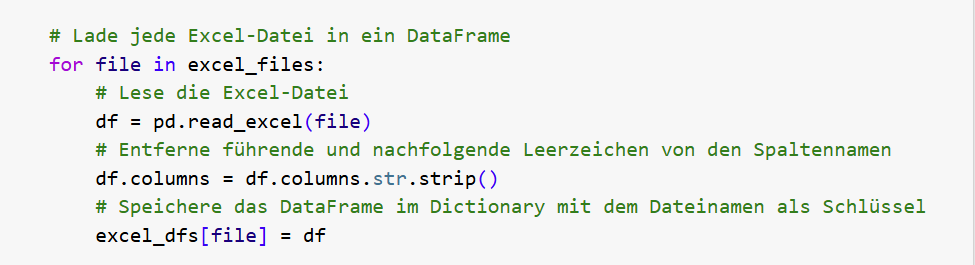 # Lade jede Excel-Datei in ein DataFrame
for file in excel_files:
    # Lese die Excel-Datei
    df = pd.read_excel(file)
    # Entferne führende und nachfolgende Leerzeichen von den Spaltennamen
    df.columns = df.columns.str.strip()
    # Speichere das DataFrame im Dictionary mit dem Dateinamen als Schlüssel
    excel_dfs[file] = df